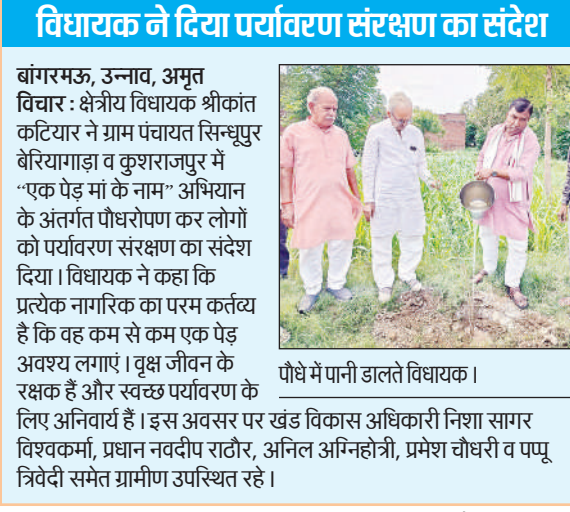 विधायक ने दिया पर्यावरण संरक्षण का संदेश
बांगरमऊ, उन्नाव, अमृत
विचार : क्षेत्रीय विधायक श्रीकांत
कटियार ने ग्राम पंचायत सिन्धूपुर
बेरियागाड़ा व कुशराजपुर में
“एक पेड़ मां के नाम” अभियान
के अंतर्गत पौधरोपण कर लोगों
को पर्यावरण संरक्षण का संदेश
दिया । विधायक ने कहा कि
प्रत्येक नागरिक का परम कर्तव्य
है कि वह कम से कम एक पेड़
अवश्य लगाएं । वृक्ष जीवन के
रक्षक हैं और स्वच्छ पर्यावरण के
लिए अनिवार्य हैं । इस अवसर पर खंड विकास अधिकारी निशा सागर
विश्वकर्मा, प्रधान नवदीप राठौर, अनिल अग्निहोत्री, प्रमेश चौधरी व पप्पू
त्रिवेदी समेत ग्रामीण उपस्थित रहे ।
पौधे में पानी डालते विधायक ।